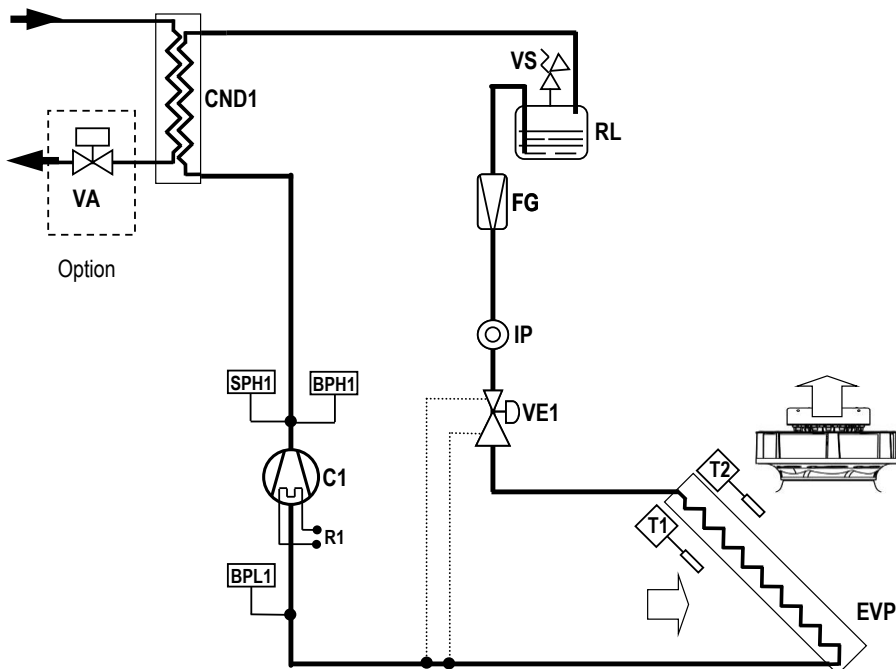 VS
CND1
RL
VA
FG
Option
IP
SPH1
BPH1
VE1
C1
T2
T1
R1
BPL1
EVP